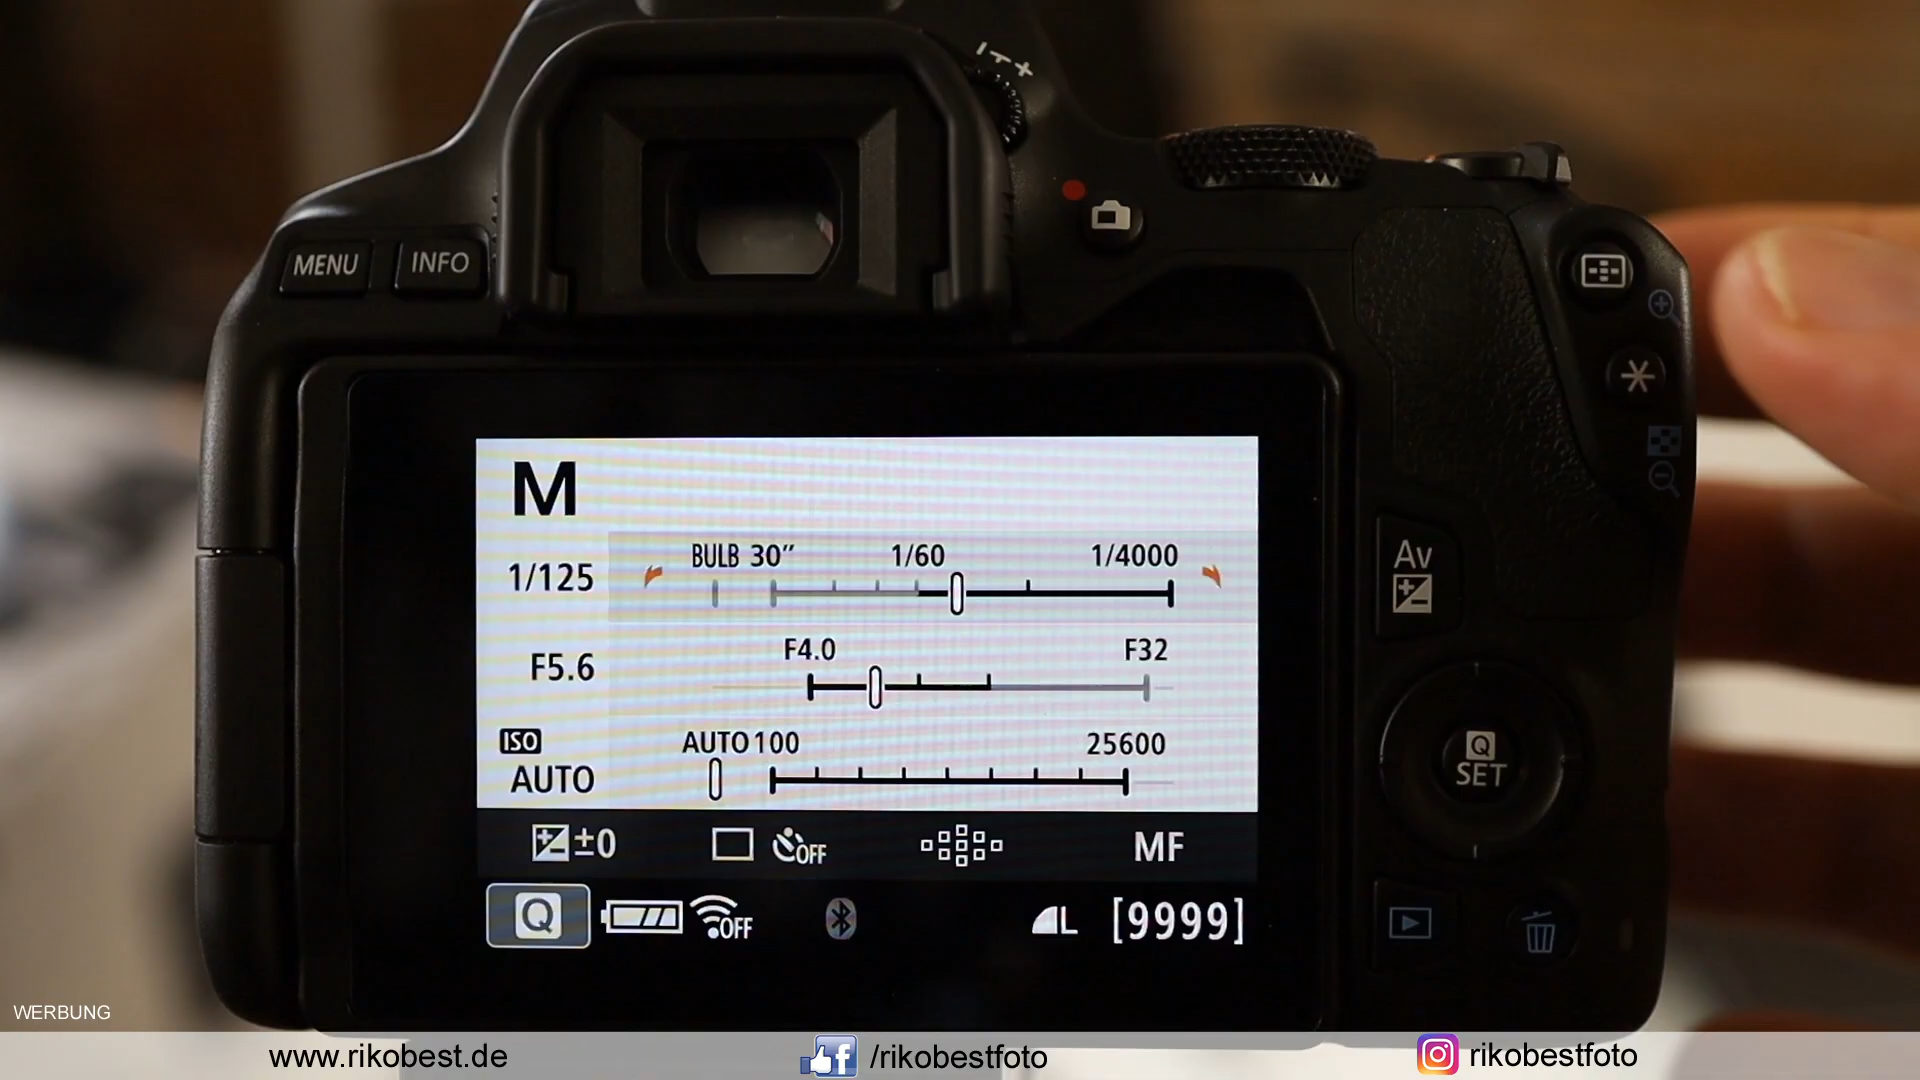 MENU INFO
M
1/125 BULB 30" 1/60 1/4000
F5.6 F4.0 F32
ISO AUTO 100 25600
AUTO
±0 OFF MF
Q OFF L [9999]
Av
Q
SET
WERBUNG
www.rikobest.de /rikobestfoto rikobestfoto